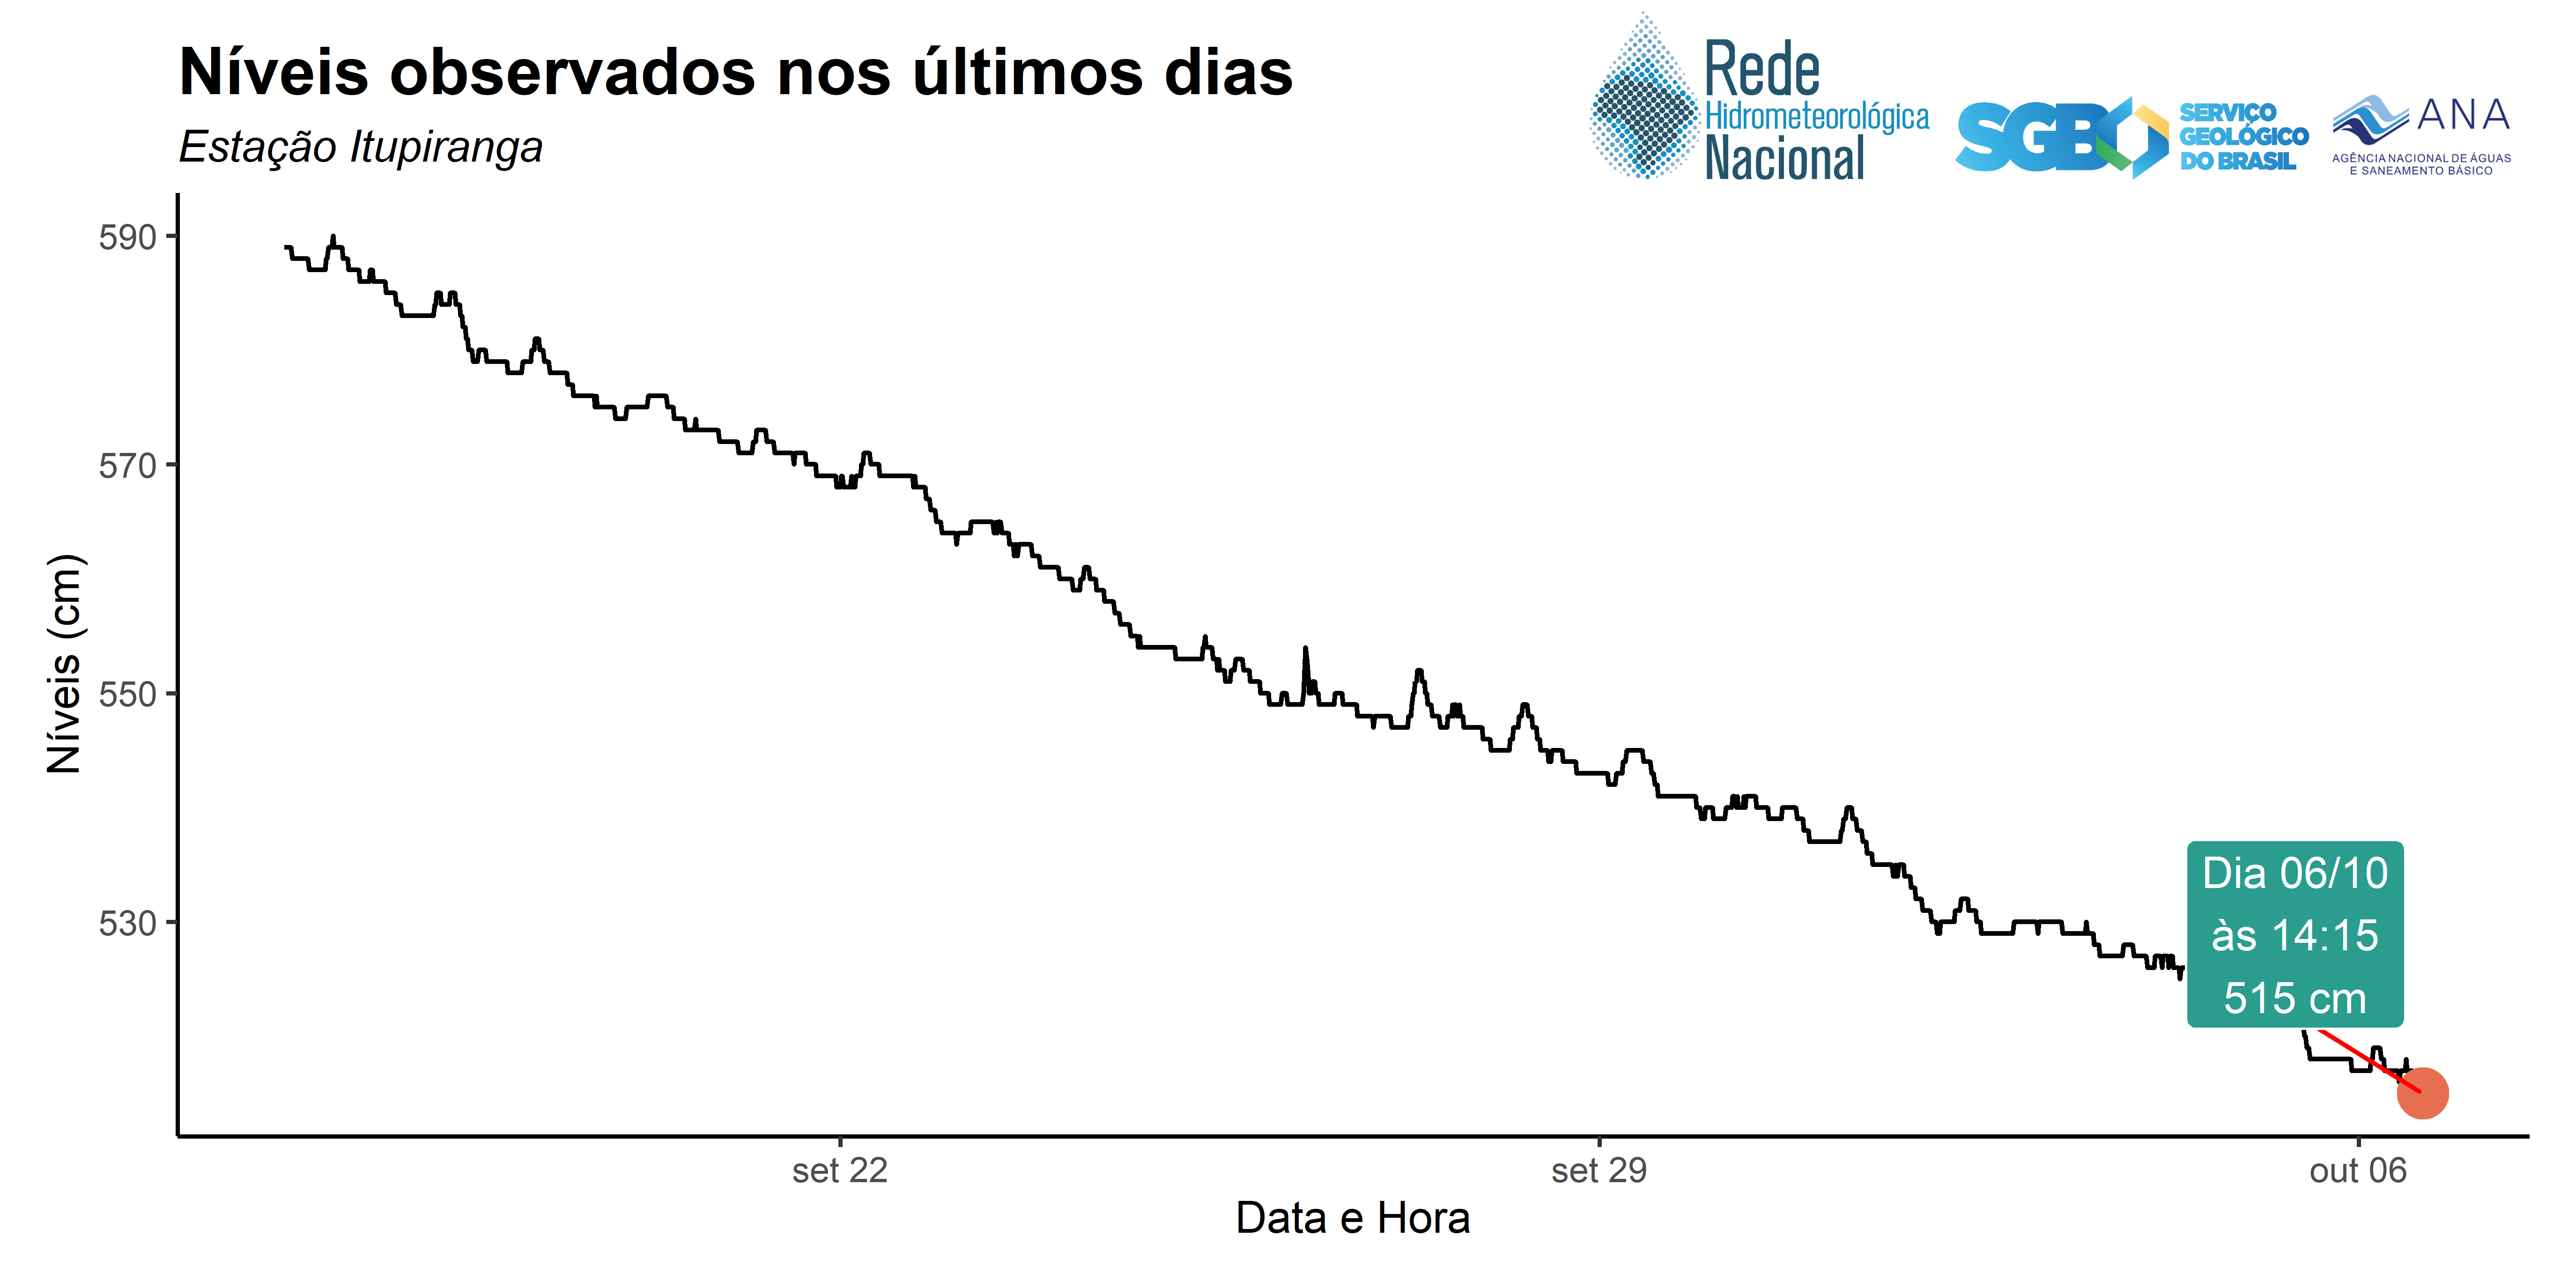 Níveis observados nos últimos dias
Estação Itupiranga
Rede
Hidrometeorológica
Nacional
SGB
SERVIÇO
GEOLÓGICO
DO BRASIL
ANA
AGÊNCIA NACIONAL DE ÁGUAS
E SANEAMENTO BÁSICO
Níveis (cm)
590
570
550
530
Dia 06/10
às 14:15
515 cm
set 22
set 29
out 06
Data e Hora